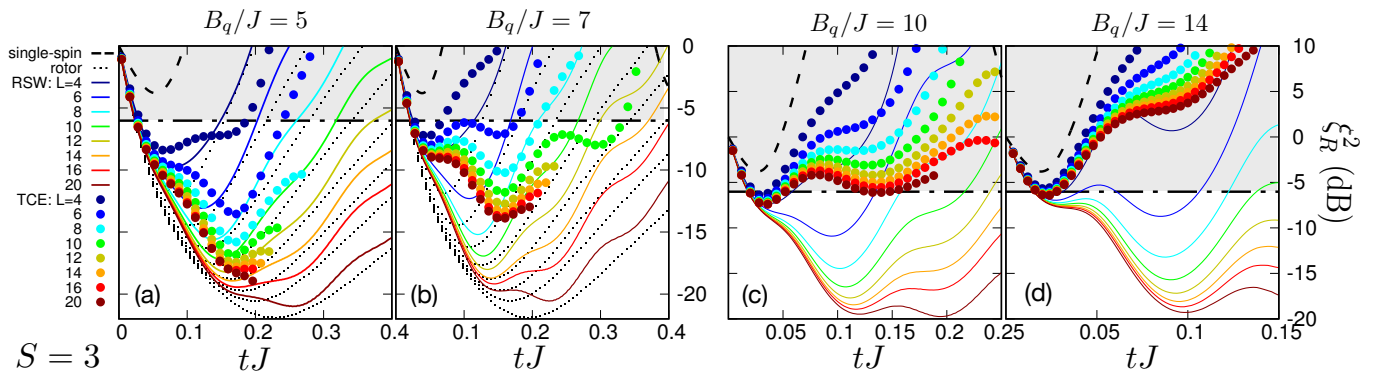 B_q/J = 5
B_q/J = 7
B_q/J = 10
B_q/J = 14
single-spin
rotor
RSW: L=4
6
8
10
12
14
16
20
TCE: L=4
6
8
10
12
14
16
20
0
-5
-10
-15
-20
10
5
0
-5
-10
-15
-20
ξ_R^2 (dB)
(a)
(b)
(c)
(d)
0 0.1 0.2 0.3 0.4
0.1 0.2 0.3 0.4
0.05 0.1 0.15 0.2 0.25
0.05 0.1 0.15
S = 3
tJ
tJ
tJ
tJ